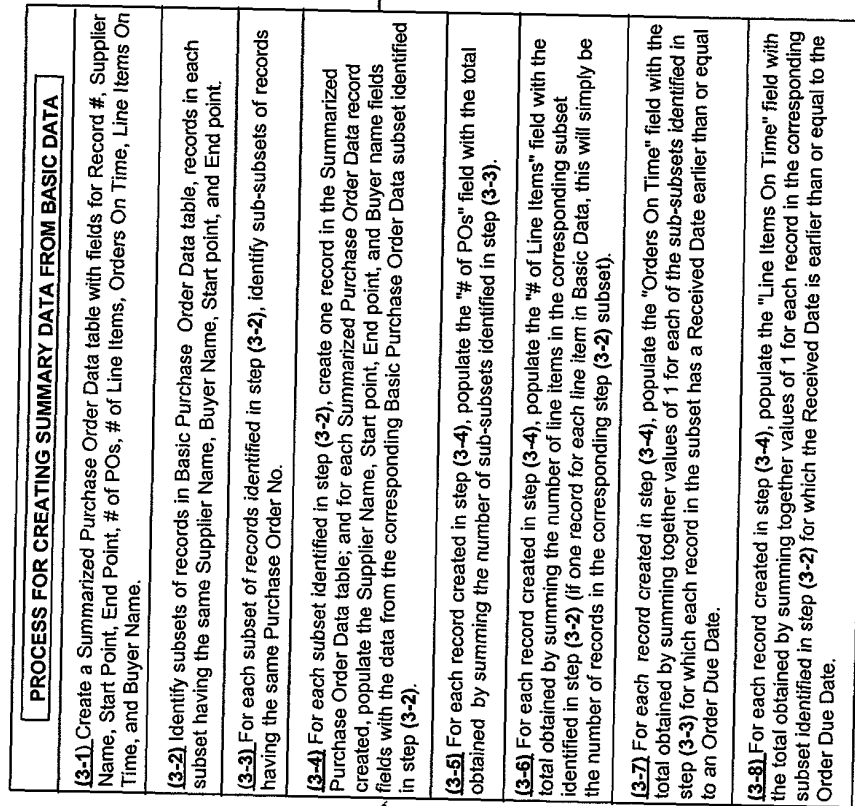 PROCESS FOR CREATING SUMMARY DATA FROM BASIC DATA
(3-1) Create a Summarized Purchase Order Data table with fields for Record #, Supplier
Name, Start Point, End Point, # of POs, # of Line Items, Orders On Time, Line Items On
Time, and Buyer Name.
(3-2) Identify subsets of records in Basic Purchase Order Data table, records in each
subset having the same Supplier Name, Buyer Name, Start point, and End point.
(3-3) For each subset of records identified in step (3-2), identify sub-subsets of records
having the same Purchase Order No.
(3-4) For each subset identified in step (3-2), create one record in the Summarized
Purchase Order Data table; and for each Summarized Purchase Order Data record
created, populate the Supplier Name, Start point, End point, and Buyer name fields
fields with the data from the corresponding Basic Purchase Order Data subset identified
in step (3-2).
(3-5) For each record created in step (3-4), populate the "# of POs" field with the total
obtained by summing the number of sub-subsets identified in step (3-3).
(3-6) For each record created in step (3-4), populate the "# of Line Items" field with the
total obtained by summing the number of line items in the corresponding subset
identified in step (3-2) (if one record for each line item in Basic Data, this will simply be
the number of records in the corresponding step (3-2) subset).
(3-7) For each record created in step (3-4), populate the "Orders On Time" field with the
total obtained by summing together values of 1 for each of the sub-subsets identified in
step (3-3) for which each record in the subset has a Received Date earlier than or equal
to an Order Due Date.
(3-8) For each record created in step (3-4), populate the "Line Items On Time" field with
the total obtained by summing together values of 1 for each record in the corresponding
subset identified in step (3-2) for which the Received Date is earlier than or equal to the
Order Due Date.